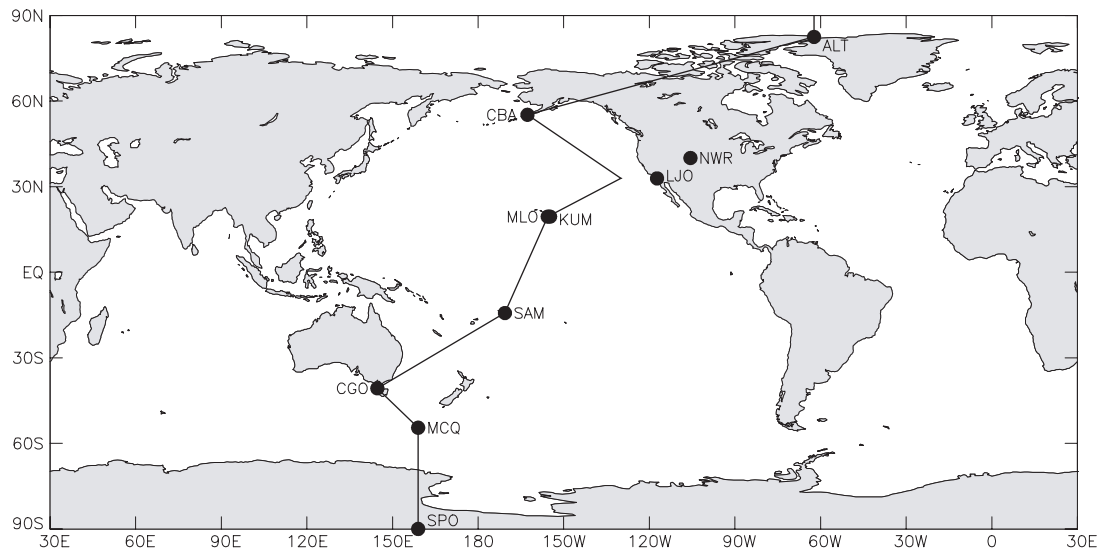 90N
ALT
60N
CBA
NWR
LJO
30N
MLO KUM
EQ
SAM
30S
CGO
MCQ
60S
SPO
90S
30E 60E 90E 120E 150E 180E 150W 120W 90W 60W 30W 0 30E